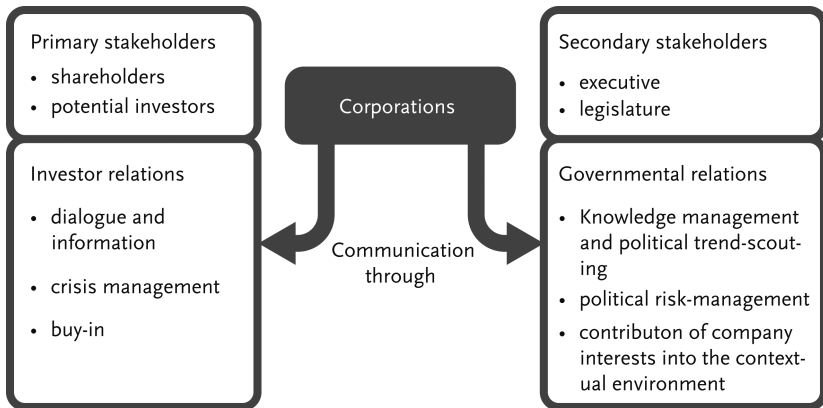 Primary stakeholders
• shareholders
• potential investors
Investor relations
• dialogue and
information
• crisis management
• buy-in
Corporations
Communication
through
Secondary stakeholders
• executive
• legislature
Governmental relations
• Knowledge management
and political trend-scout-
ing
• political risk-management
• contributon of company
interests into the context-
ual environment